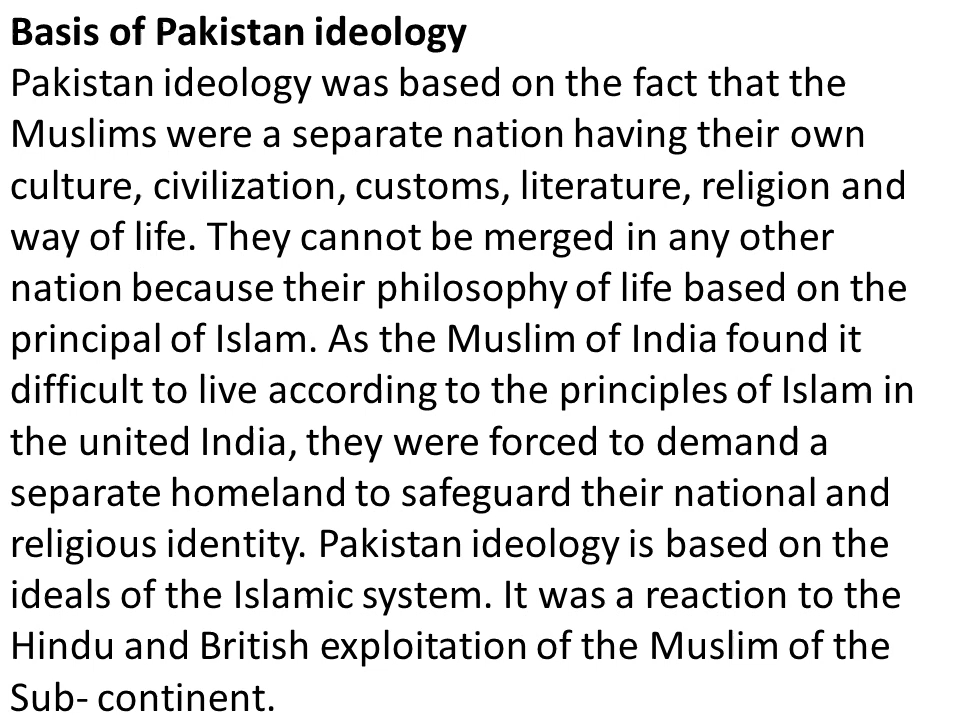 Basis of Pakistan ideology
Pakistan ideology was based on the fact that the
Muslims were a separate nation having their own
culture, civilization, customs, literature, religion and
way of life. They cannot be merged in any other
nation because their philosophy of life based on the
principal of Islam. As the Muslim of India found it
difficult to live according to the principles of Islam in
the united India, they were forced to demand a
separate homeland to safeguard their national and
religious identity. Pakistan ideology is based on the
ideals of the Islamic system. It was a reaction to the
Hindu and British exploitation of the Muslim of the
Sub- continent.